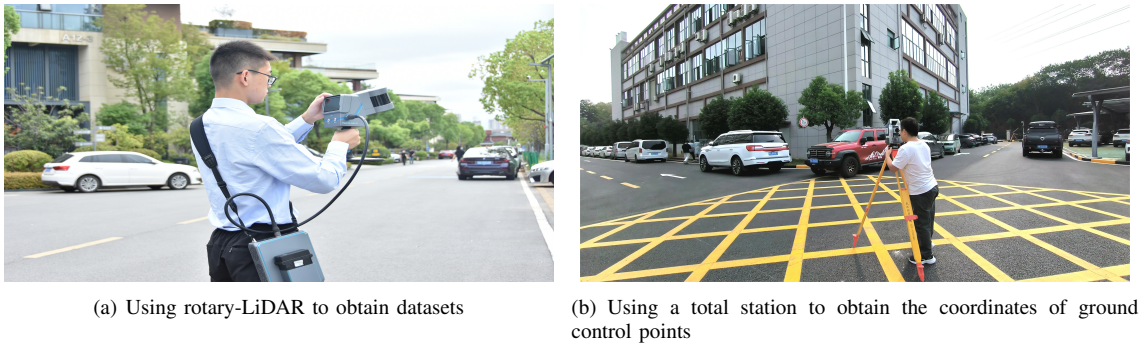 (a) Using rotary-LiDAR to obtain datasets
(b) Using a total station to obtain the coordinates of ground
control points